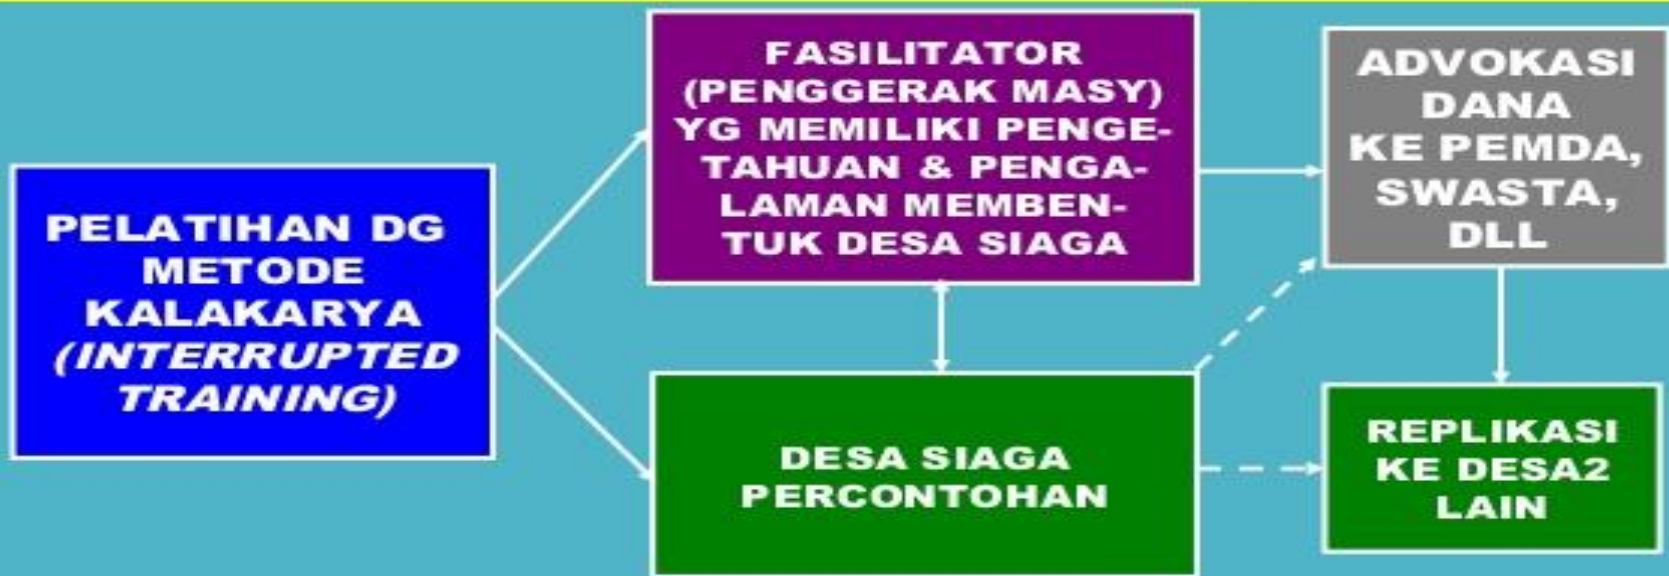 PELATIHAN DG
METODE
KALAKARYA
(INTERRUPTED
TRAINING)
FASILITATOR
(PENGGERAK MASY)
YG MEMILIKI PENGE-
TAHUAN & PENGA-
LAMAN MEMBEN-
TUK DESA SIAGA
DESA SIAGA
PERCONTOHAN
ADVOKASI
DANA
KE PEMDA,
SWASTA,
DLL
REPLIKASI
KE DESA2
LAIN